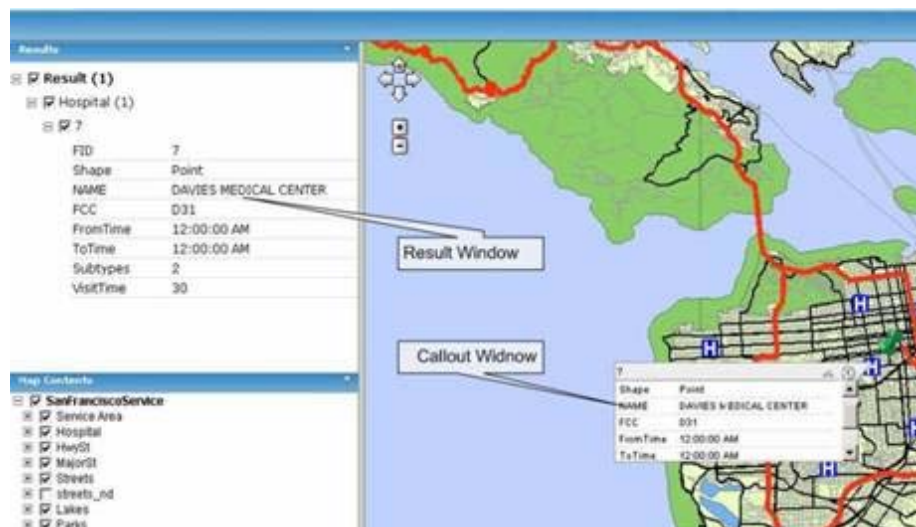 Results
Result (1)
Hospital (1)
7
FID 7
Shape Point
NAME DAVIES MEDICAL CENTER
FCC D31
FromTime 12:00:00 AM
ToTime 12:00:00 AM
Subtypes 2
VisitTime 30
Result Window
Callout Widnow
H
H
H
H
7
Shape Point
NAME DAVIES MEDICAL CENTER
FCC D31
FromTime 12:00:00 AM
ToTime 12:00:00 AM
Map Contents
SanFranciscoService
Service Area
Hospital
HwySt
MajorSt
Streets
streets_nd
Lakes
Parks